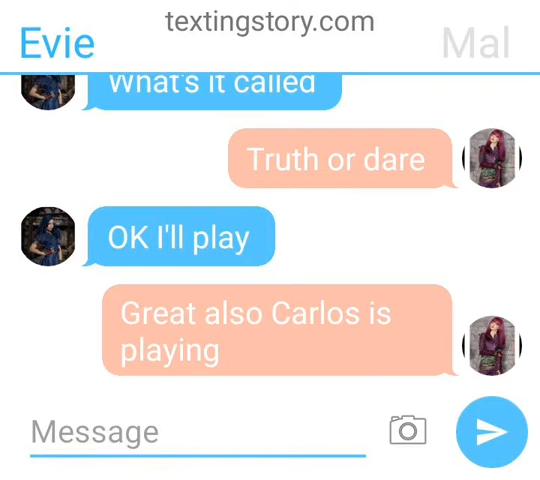 textingstory.com
Evie
Mal
What's it called
Truth or dare
OK I'll play
Great also Carlos is
playing
Message